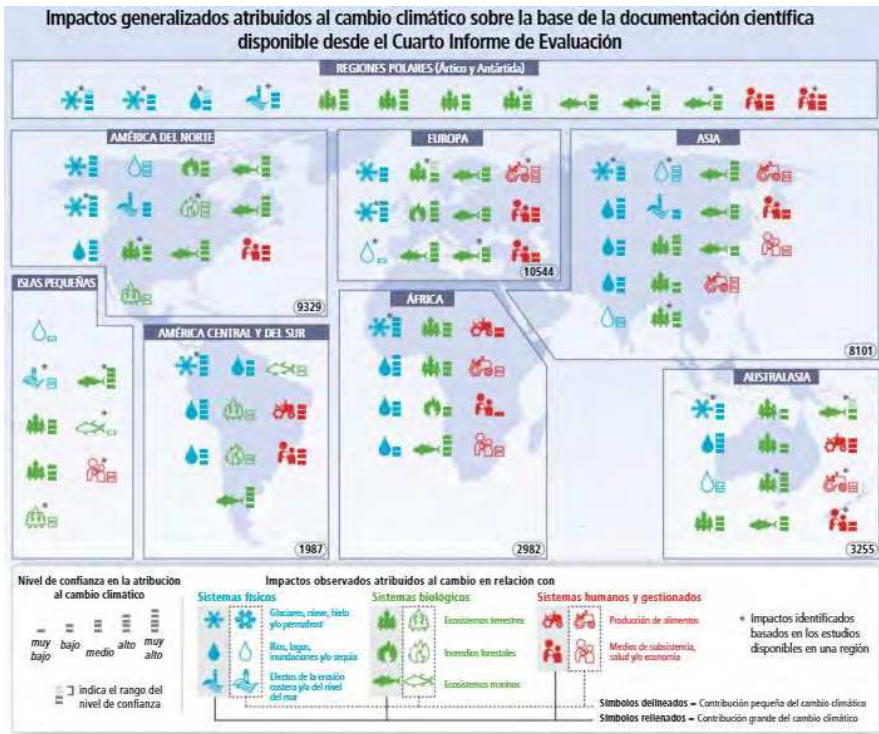 Impactos generalizados atribuidos al cambio climático sobre la base de la documentación científica
disponible desde el Cuarto Informe de Evaluación
REGIONES POLARES (Ártico y Antártida)
AMÉRICA DEL NORTE
EUROPA
ASIA
10544
ISLAS PEQUEÑAS
9329
ÁFRICA
AMÉRICA CENTRAL Y DEL SUR
8101
AUSTRALASIA
1987
2982
3255
Nivel de confianza en la atribución
al cambio climático
muy
bajo
bajo
medio
alto
muy
alto
indica el rango del
nivel de confianza
Impactos observados atribuidos al cambio en relación con
Sistemas físicos
Glaciares, nieve, hielo
y/o permafrost
Ríos, lagos,
inundaciones y/o sequía
Efectos de la erosión
costera y/o del nivel
del mar
Sistemas biológicos
Ecosistemas terrestres
Incendios forestales
Ecosistemas marinos
Sistemas humanos y gestionados
Producción de alimentos
Medios de subsistencia,
salud y/o economía
* Impactos identificados
basados en los estudios
disponibles en una región
Símbolos delineados = Contribución pequeña del cambio climático
Símbolos rellenados = Contribución grande del cambio climático